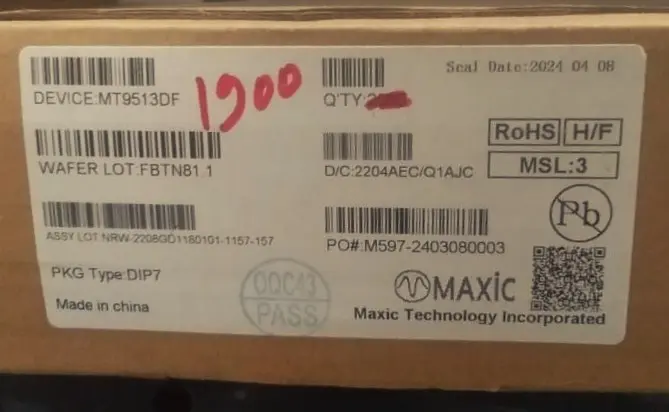 Seal Date:2024 04 08
DEVICE:MT9513DF
1900
Q'TY:
RoHS
H/F
WAFER LOT:FBTN81.1
D/C:2204AEC/Q1AJC
MSL:3
Pb
ASSY LOT:NRW-2208GD1180101-1157-157
PO#:M597-2403080003
PKG Type:DIP7
OQC43
PASS
MAXIC
Made in china
Maxic Technology Incorporated